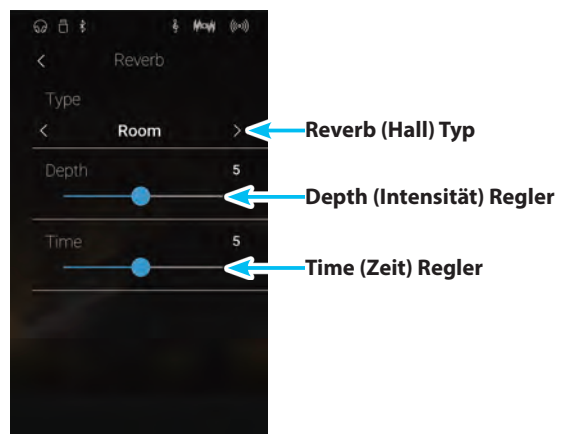 Reverb
Type
Room
Reverb (Hall) Typ
Depth
5
Depth (Intensität) Regler
Time
5
Time (Zeit) Regler